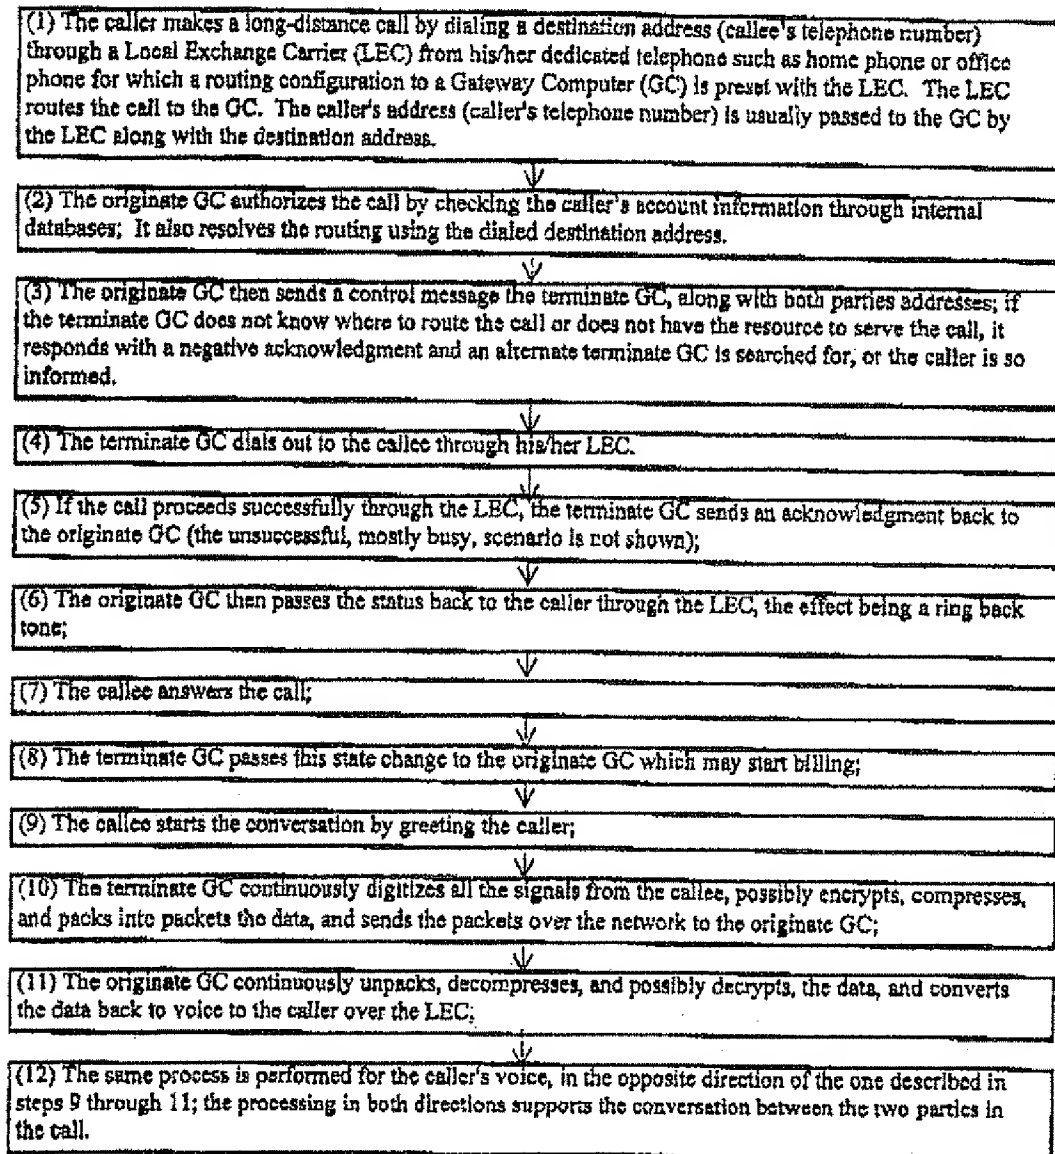 (1) The caller makes a long-distance call by dialing a destination address (callee's telephone number)
through a Local Exchange Carrier (LEC) from his/her dedicated telephone such as home phone or office
phone for which a routing configuration to a Gateway Computer (GC) is preset with the LEC. The LEC
routes the call to the GC. The caller's address (caller's telephone number) is usually passed to the GC by
the LEC along with the destination address.
(2) The originate GC authorizes the call by checking the caller's account information through internal
databases; It also resolves the routing using the dialed destination address.
(3) The originate GC then sends a control message the terminate GC, along with both parties addresses; if
the terminate GC does not know where to route the call or does not have the resource to serve the call, it
responds with a negative acknowledgment and an alternate terminate GC is searched for, or the caller is so
informed.
(4) The terminate GC dials out to the callee through his/her LEC.
(5) If the call proceeds successfully through the LEC, the terminate GC sends an acknowledgment back to
the originate GC (the unsuccessful, mostly busy, scenario is not shown);
(6) The originate GC then passes the status back to the caller through the LEC, the effect being a ring back
tone;
(7) The callee answers the call;
(8) The terminate GC passes this state change to the originate GC which may start billing;
(9) The callee starts the conversation by greeting the caller;
(10) The terminate GC continuously digitizes all the signals from the callee, possibly encrypts, compresses,
and packs into packets the data, and sends the packets over the network to the originate GC;
(11) The originate GC continuously unpacks, decompresses, and possibly decrypts, the data, and converts
the data back to voice to the caller over the LEC;
(12) The same process is performed for the caller's voice, in the opposite direction of the one described in
steps 9 through 11; the processing in both directions supports the conversation between the two parties in
the call.